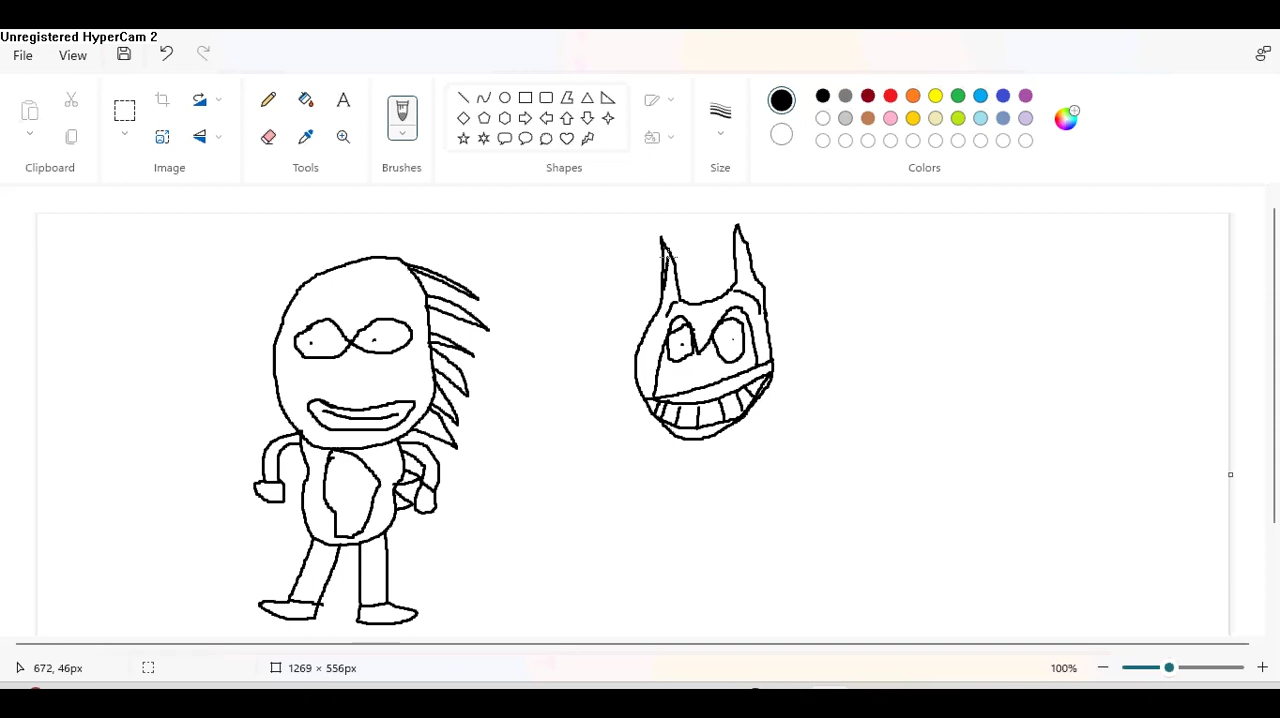 Unregistered HyperCam 2
File View
Clipboard Image Tools Brushes Shapes Size Colors
672, 46px 1269 × 556px 100%